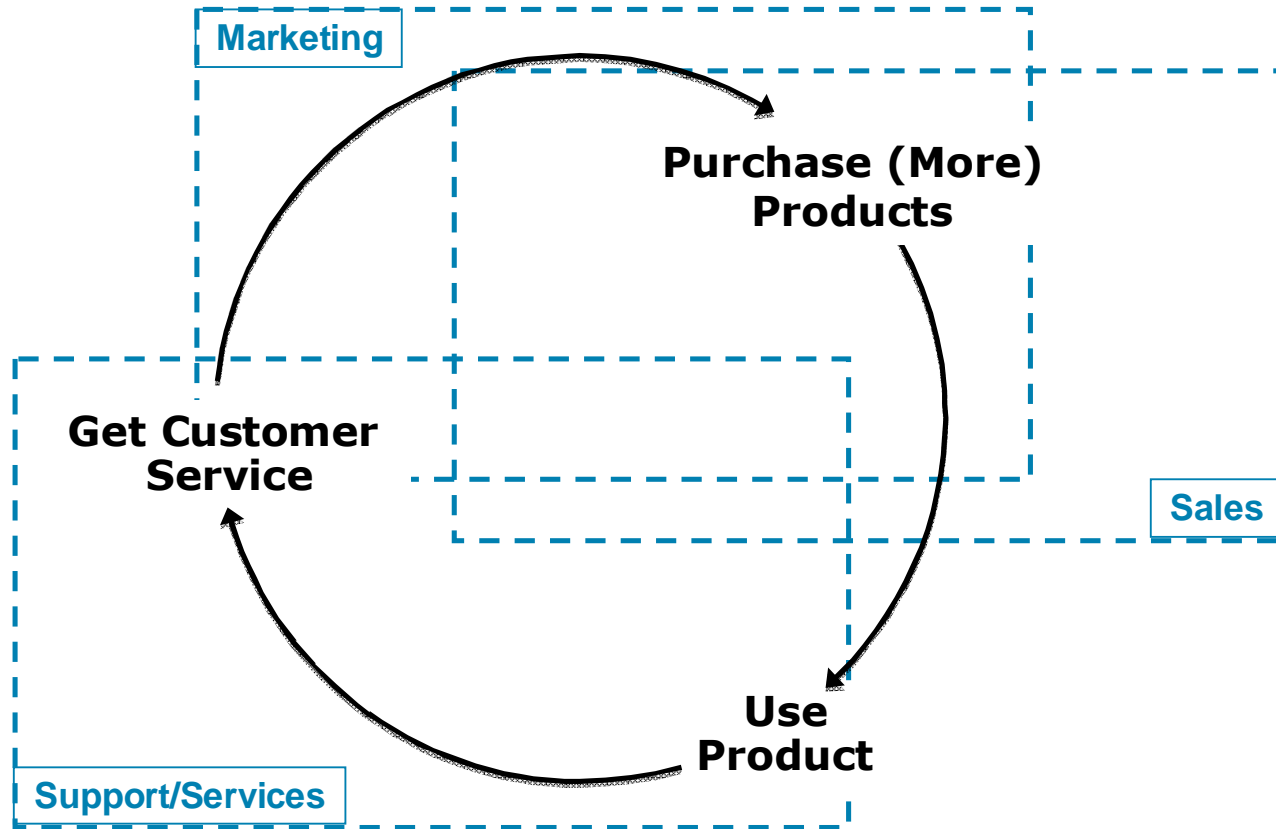 Marketing
Purchase (More)
Products
Get Customer
Service
Sales
Use
Product
Support/Services